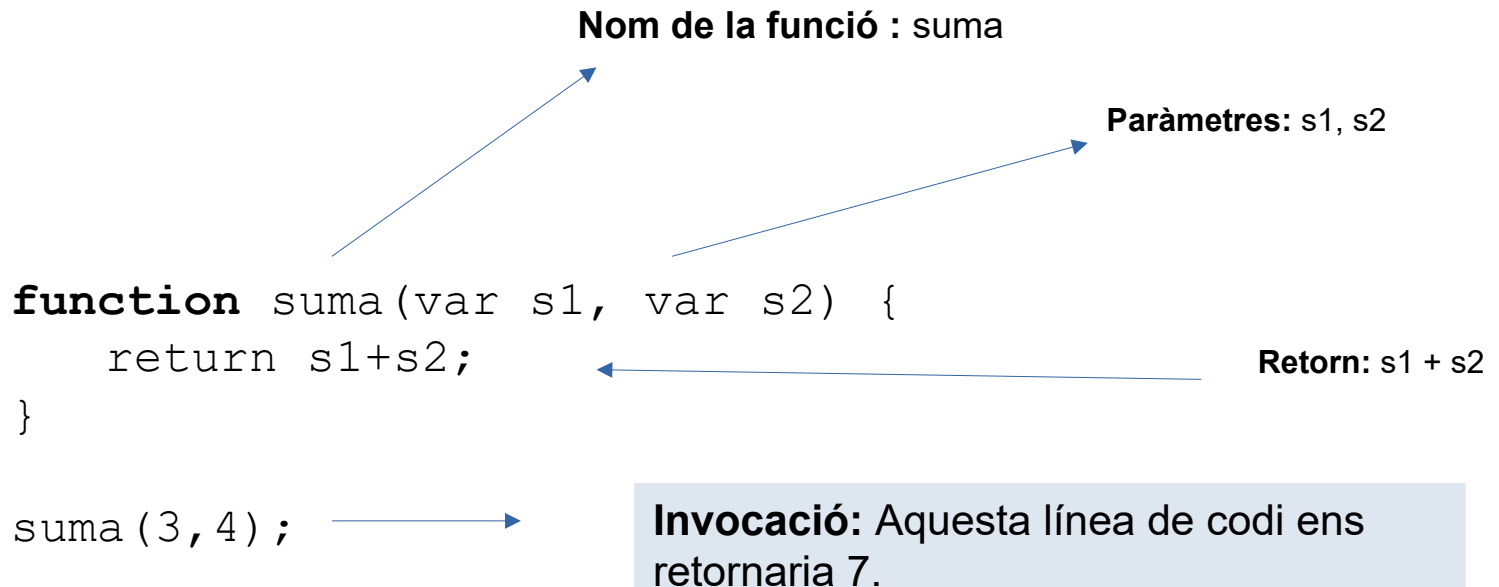 Nom de la funció : suma
Paràmetres: s1, s2
function suma(var s1, var s2) {
return s1+s2;
Retorn: s1 + s2
}
suma(3,4);
Invocació: Aquesta línea de codi ens
retornaria 7.